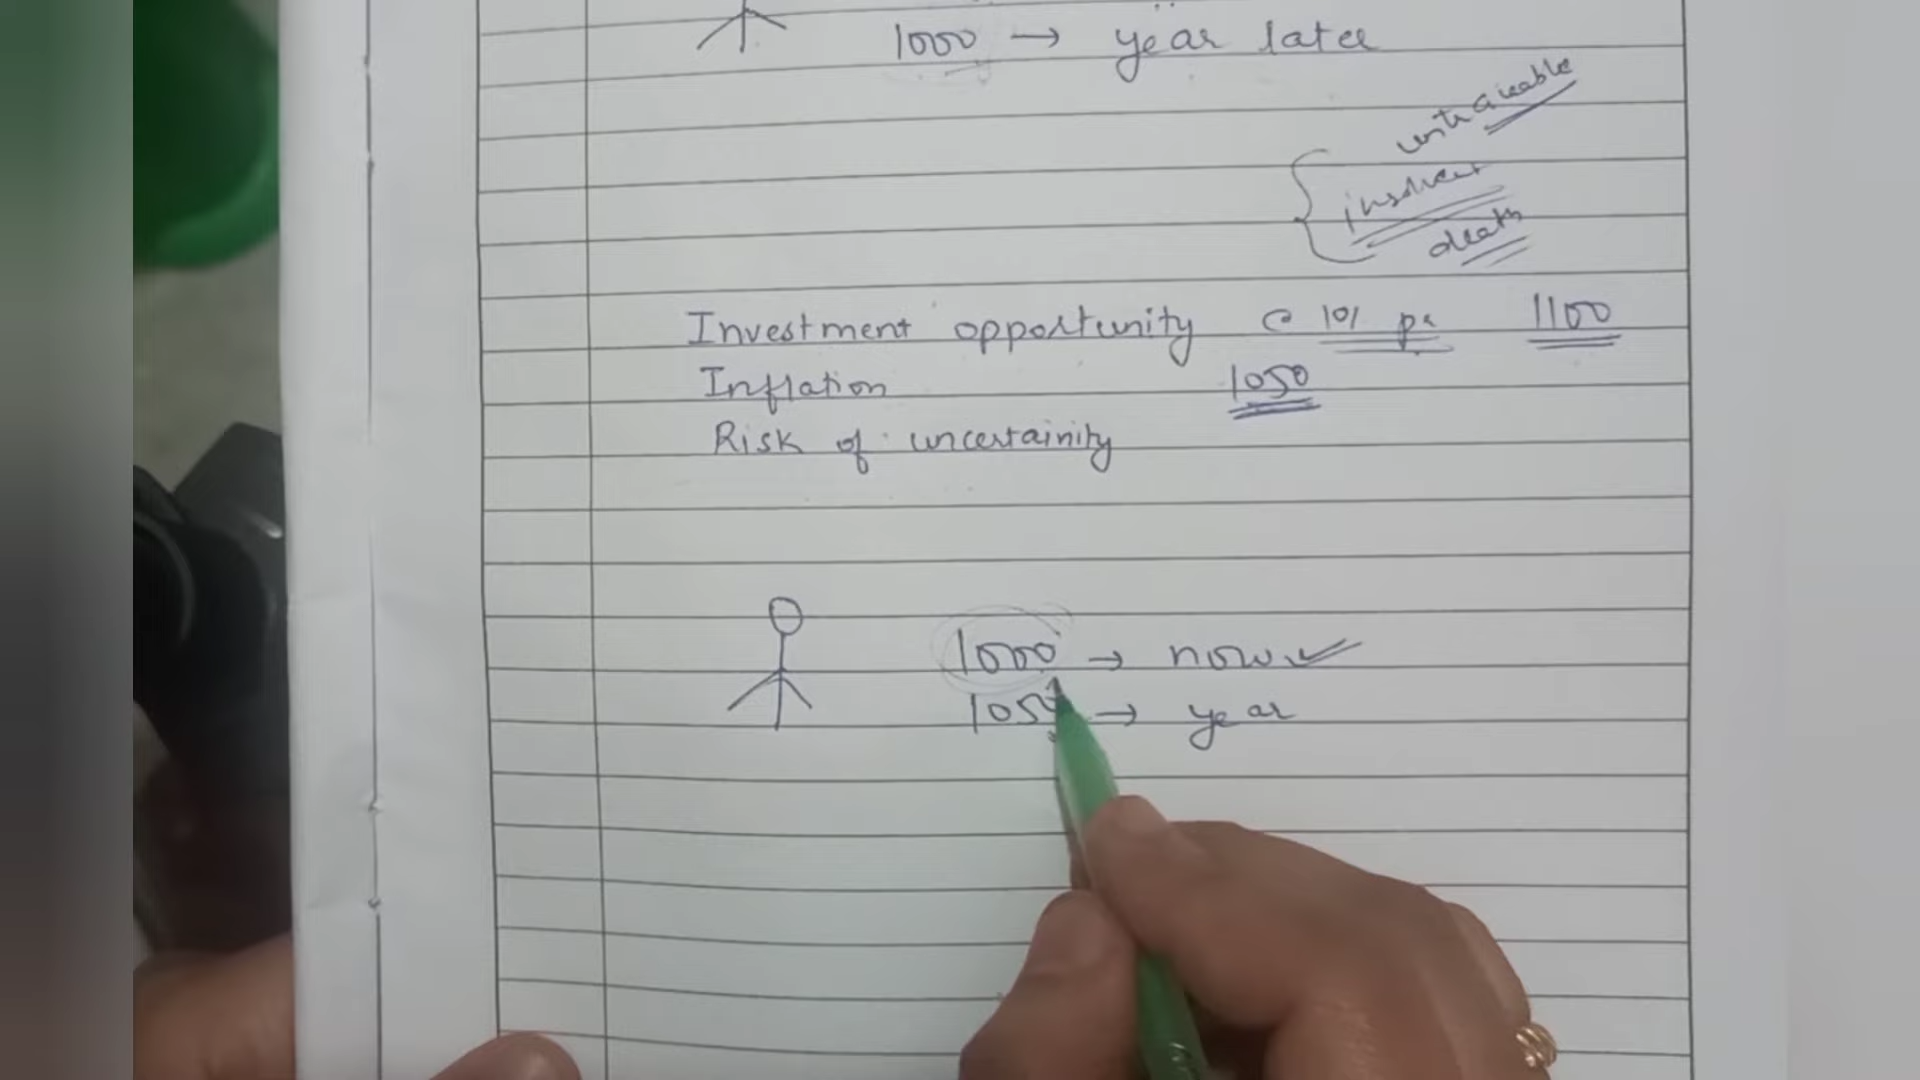 1000 → year later
untraceable
insolvent
death
Investment opportunity @ 10% pa 1100
Inflation 1050
Risk of uncertainity
1000 → now ✓
1050 → year